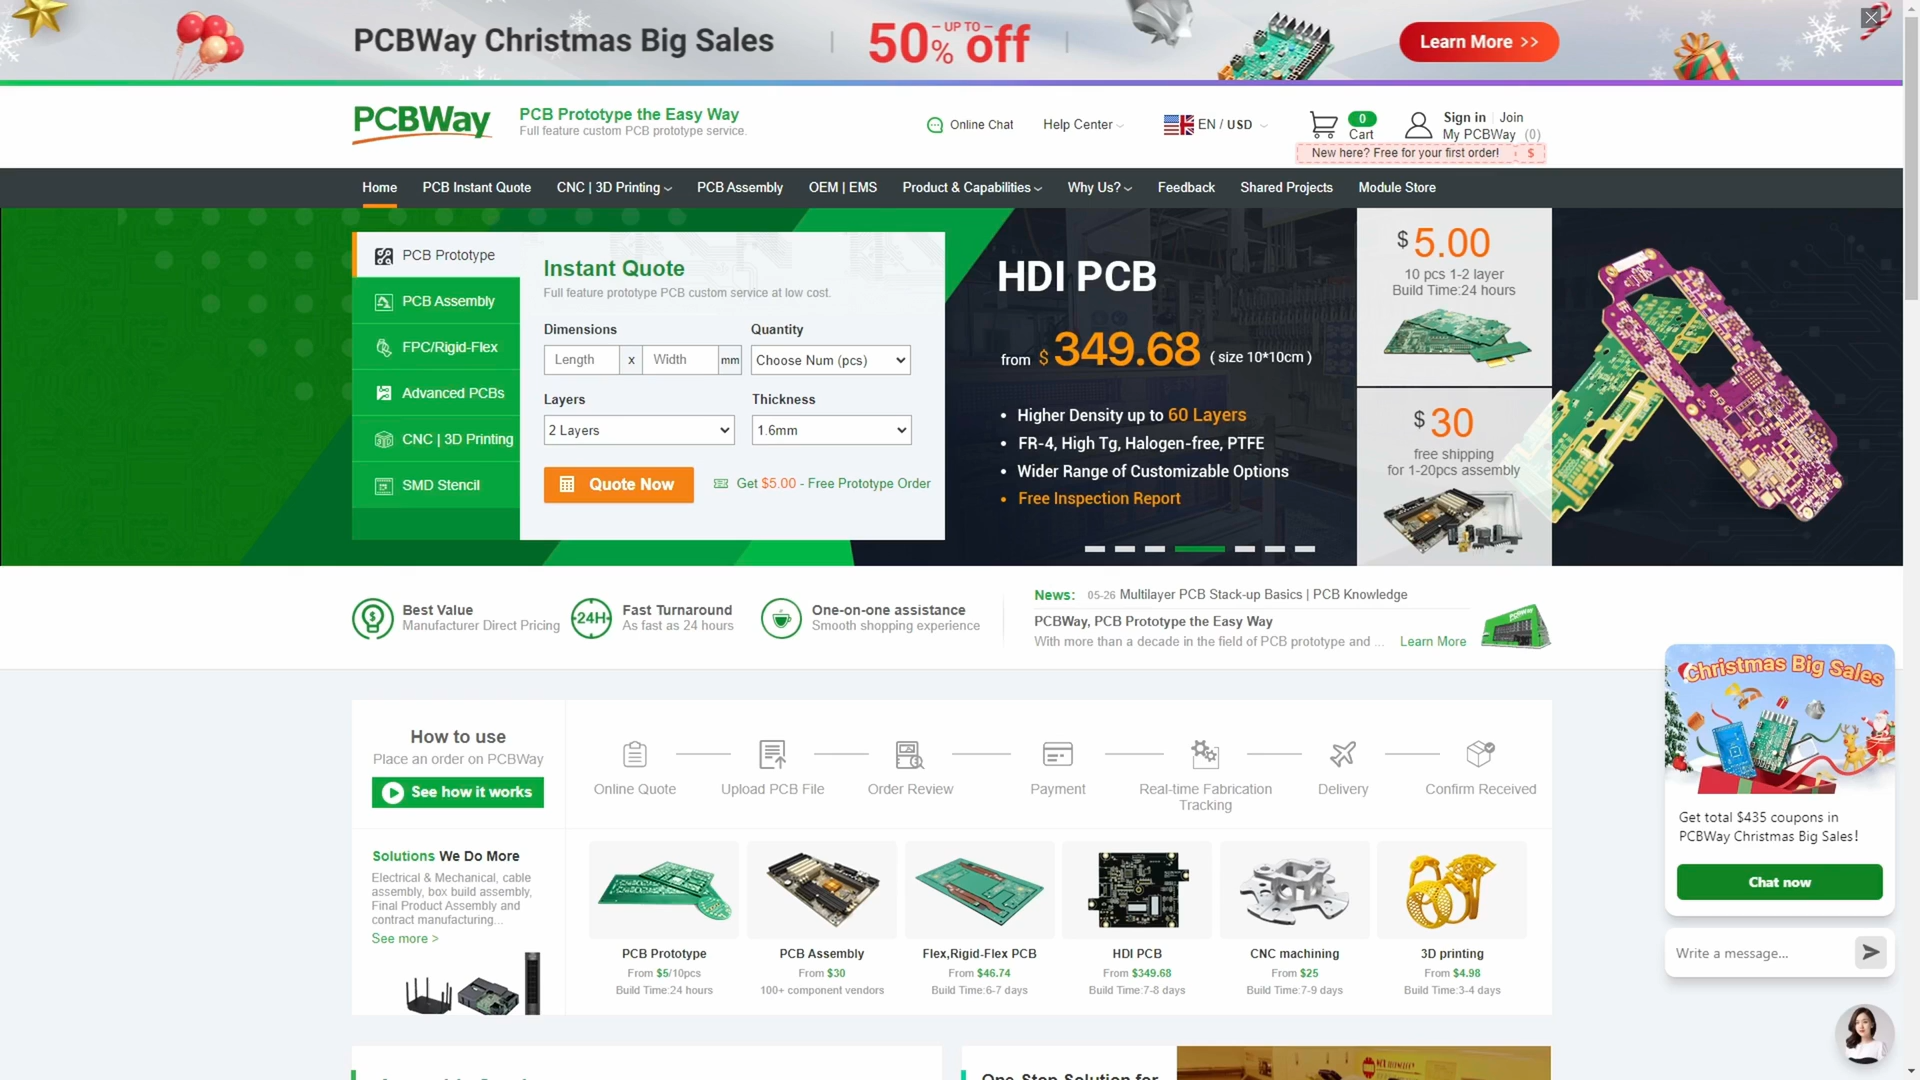 PCBWay Christmas Big Sales
UP TO
50% off
Learn More >>
PCBWay
PCB Prototype the Easy Way
Full feature custom PCB prototype service.
Online Chat
Help Center
EN / USD
0
Cart
Sign in
Join
My PCBWay (0)
New here? Free for your first order! $
Home
PCB Instant Quote
CNC | 3D Printing
PCB Assembly
OEM | EMS
Product & Capabilities
Why Us?
Feedback
Shared Projects
Module Store
PCB Prototype
PCB Assembly
FPC/Rigid-Flex
Advanced PCBs
CNC | 3D Printing
SMD Stencil
Instant Quote
Full feature prototype PCB custom service at low cost.
Dimensions
Quantity
Length x Width mm
Choose Num (pcs)
Layers
Thickness
2 Layers
1.6mm
Quote Now
Get $5.00 - Free Prototype Order
HDI PCB
from $ 349.68 ( size 10*10cm )
• Higher Density up to 60 Layers
• FR-4, High Tg, Halogen-free, PTFE
• Wider Range of Customizable Options
• Free Inspection Report
$ 5.00
10 pcs 1-2 layer
Build Time:24 hours
$ 30
free shipping
for 1-20pcs assembly
Best Value
Manufacturer Direct Pricing
24H
Fast Turnaround
As fast as 24 hours
One-on-one assistance
Smooth shopping experience
News: 05-26 Multilayer PCB Stack-up Basics | PCB Knowledge
PCBWay, PCB Prototype the Easy Way
With more than a decade in the field of PCB prototype and ... Learn More
How to use
Place an order on PCBWay
See how it works
Online Quote
Upload PCB File
Order Review
Payment
Real-time Fabrication
Tracking
Delivery
Confirm Received
Solutions We Do More
Electrical & Mechanical, cable
assembly, box build assembly,
Final Product Assembly and
contract manufacturing...
See more >
PCB Prototype
From $5/10pcs
Build Time:24 hours
PCB Assembly
From $30
100+ component vendors
Flex,Rigid-Flex PCB
From $46.74
Build Time:6-7 days
HDI PCB
From $349.68
Build Time:7-8 days
CNC machining
From $25
Build Time:7-9 days
3D printing
From $4.98
Build Time:3-4 days
Christmas Big Sales
Get total $435 coupons in
PCBWay Christmas Big Sales!
Chat now
Write a message...
One-Stop Solution for